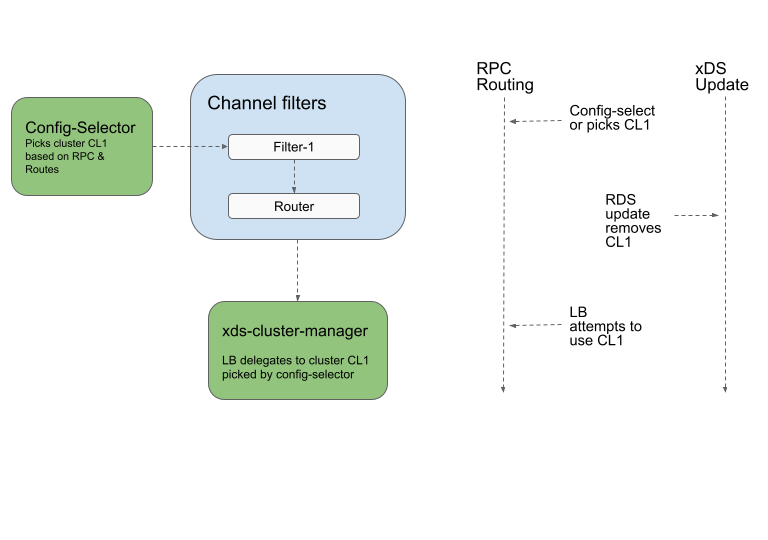 Config-Selector
Picks cluster CL1
based on RPC &
Routes
Channel filters
Filter-1
Router
xds-cluster-manager
LB delegates to cluster CL1
picked by config-selector
RPC
Routing
xDS
Update
Config-select
or picks CL1
RDS
update
removes
CL1
LB
attempts to
use CL1